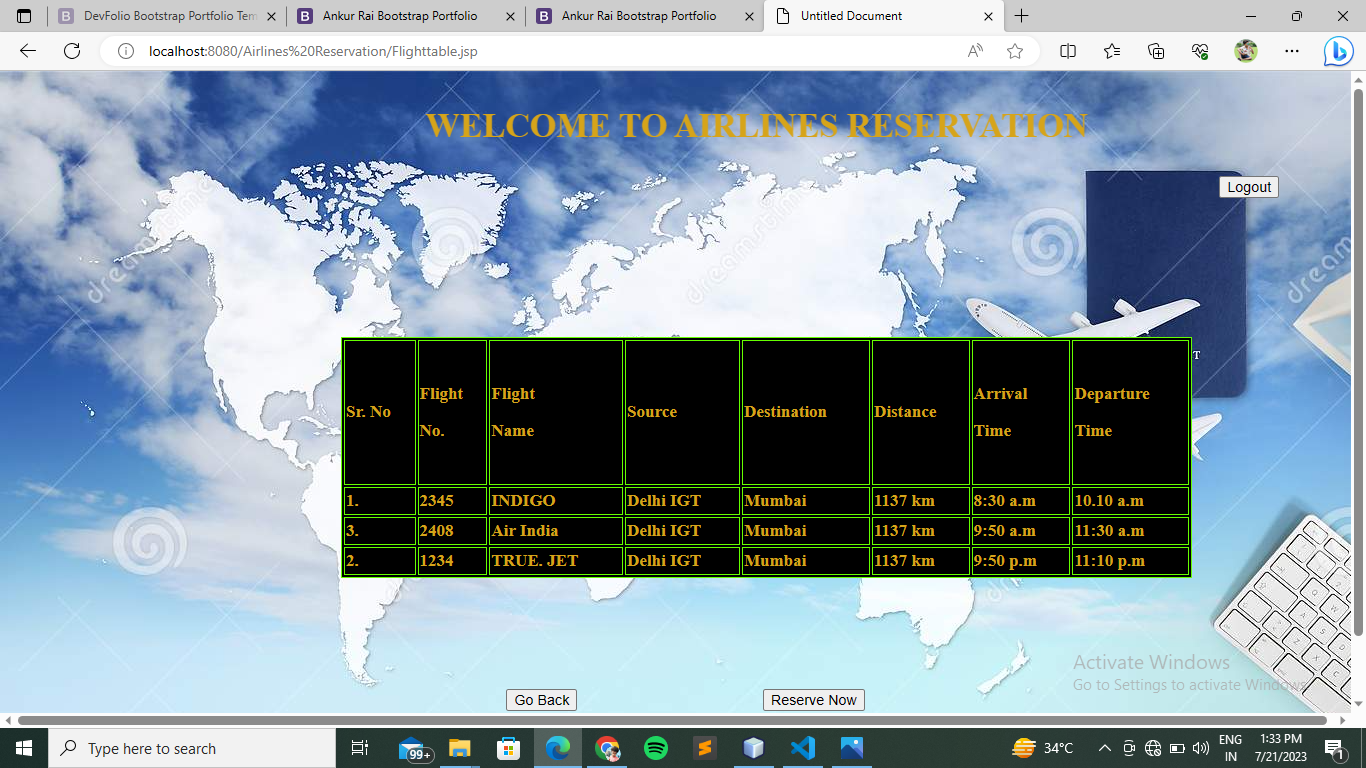 DevFolio Bootstrap Portfolio Tem
Ankur Rai Bootstrap Portfolio
Ankur Rai Bootstrap Portfolio
Untitled Document
localhost:8080/Airlines%20Reservation/Flighttable.jsp
WELCOME TO AIRLINES RESERVATION
Logout
dreamstime
dreamstime
dreams
T
Sr. No Flight No. Flight Name Source Destination Distance Arrival Time Departure Time
1. 2345 INDIGO Delhi IGT Mumbai 1137 km 8:30 a.m 10.10 a.m
3. 2408 Air India Delhi IGT Mumbai 1137 km 9:50 a.m 11:30 a.m
2. 1234 TRUE. JET Delhi IGT Mumbai 1137 km 9:50 p.m 11:10 p.m
Activate Windows
Go to Settings to activate Windows.
Go Back
Reserve Now
Type here to search
99+
34°C
ENG
IN
1:33 PM
7/21/2023
1